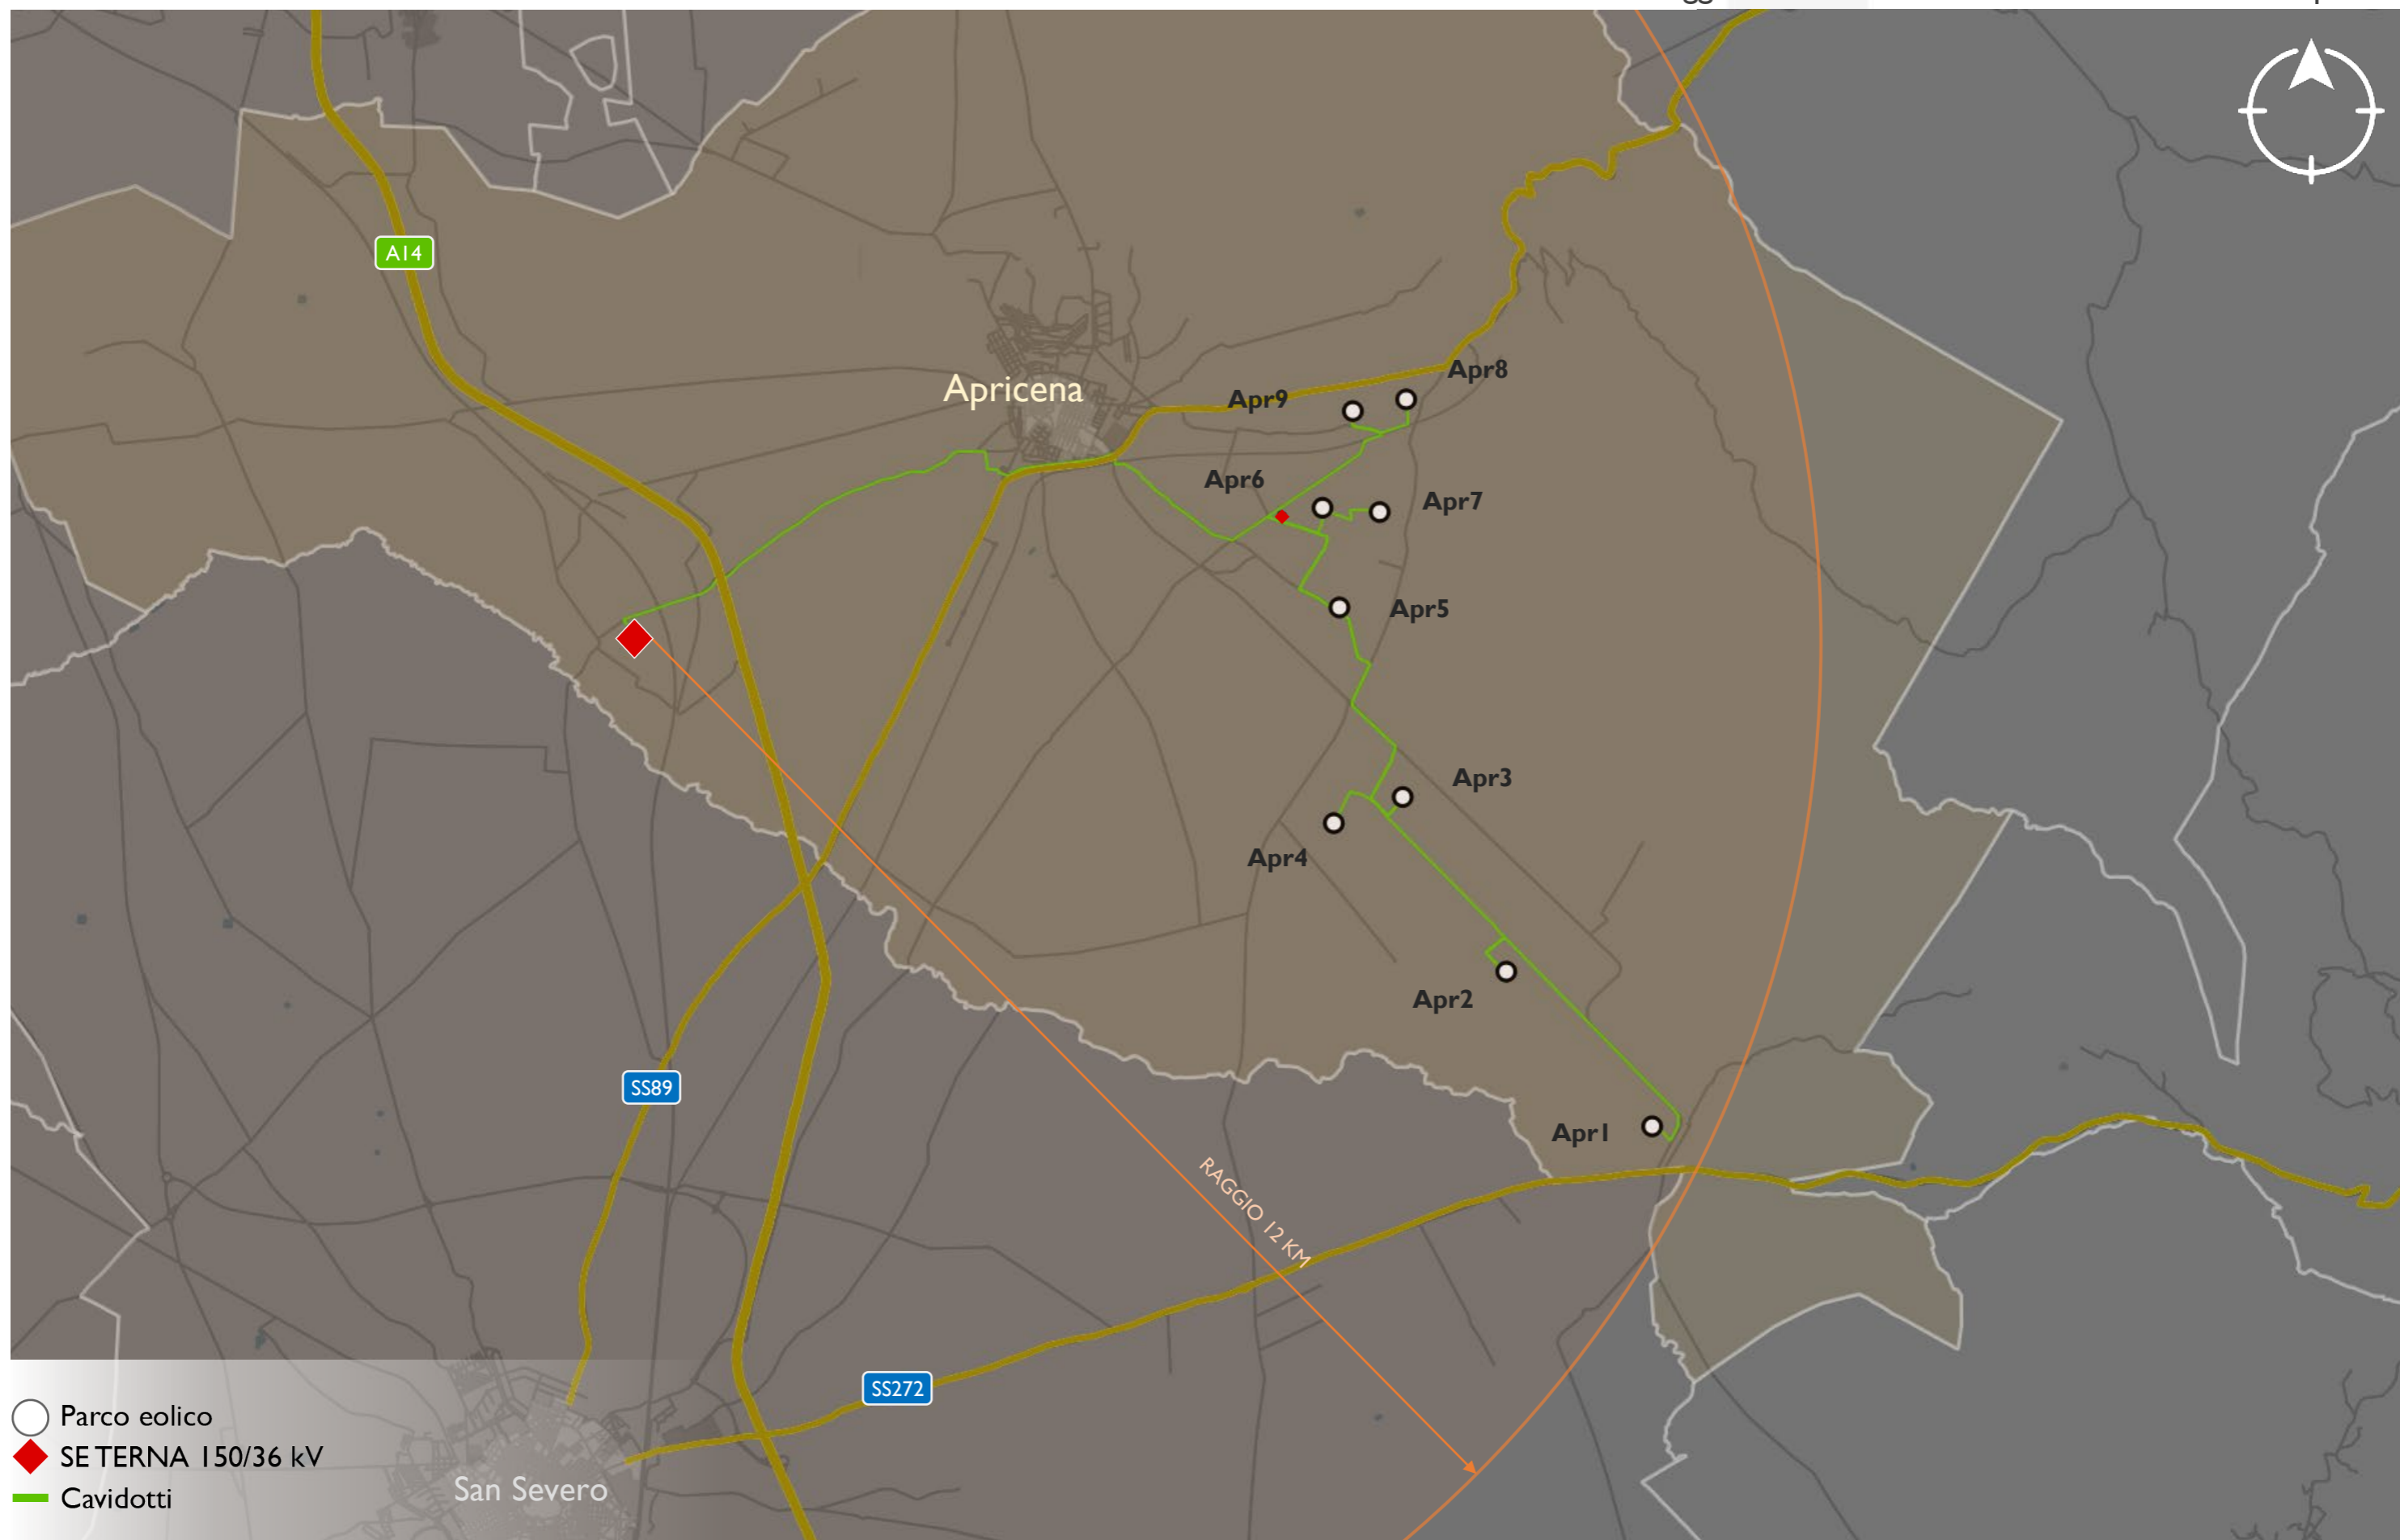 A14
Apricena
Apr8
Apr9
Apr6
Apr7
Apr5
Apr3
Apr4
Apr2
SS89
Apr1
RAGGIO 12 KM
SS272
Parco eolico
SE TERNA 150/36 kV
San Severo
Cavidotti